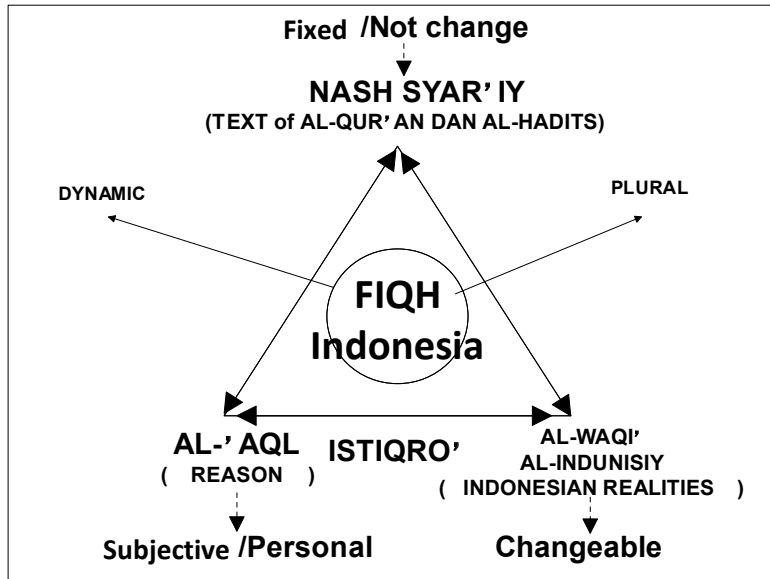 Fixed /Not change
NASH SYAR’ IY
(TEXT of AL-QUR’ AN DAN AL-HADITS)
DYNAMIC
PLURAL
FIQH
Indonesia
AL-’ AQL
( REASON )
ISTIQRO’
AL-WAQI’
AL-INDUNISIY
( INDONESIAN REALITIES )
Subjective /Personal
Changeable